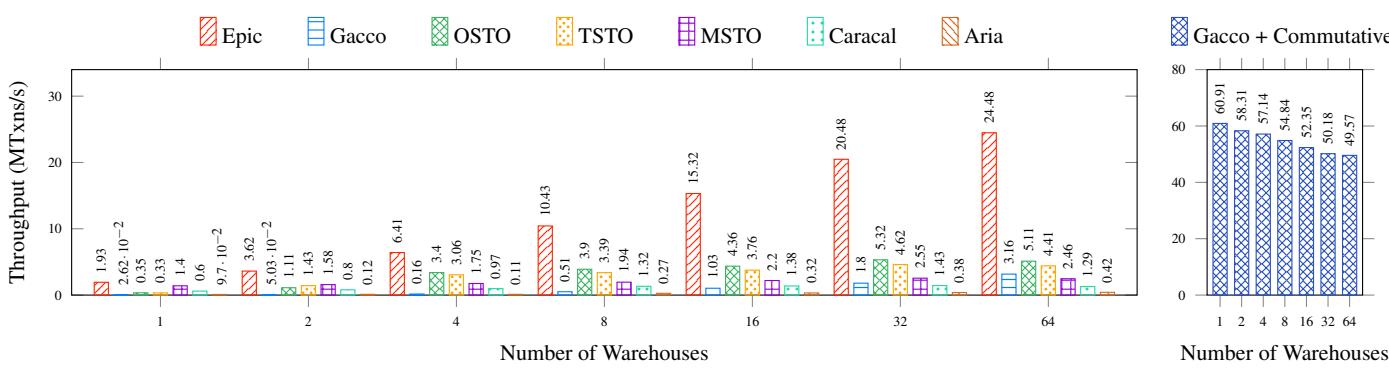 Epic Gacco OSTO TSTO MSTO Caracal Aria
Throughput (MTxns/s)
30
20
10
0
1.93 2.62·10−2 0.35 0.33 1.4 0.6 9.7·10−2
3.62 5.03·10−2 1.11 1.43 1.58 0.8 0.12
6.41 0.16 3.4 3.06 1.75 0.97 0.11
10.43 0.51 3.9 3.39 1.94 1.32 0.27
15.32 1.03 4.36 3.76 2.2 1.38 0.32
20.48 1.8 5.32 4.62 2.55 1.43 0.38
24.48 3.16 5.11 4.41 2.46 1.29 0.42
1 2 4 8 16 32 64
Number of Warehouses
Gacco + Commutative
80
60
40
20
0
60.91 58.31 57.14 54.84 52.35 50.18 49.57
1 2 4 8 16 32 64
Number of Warehouses